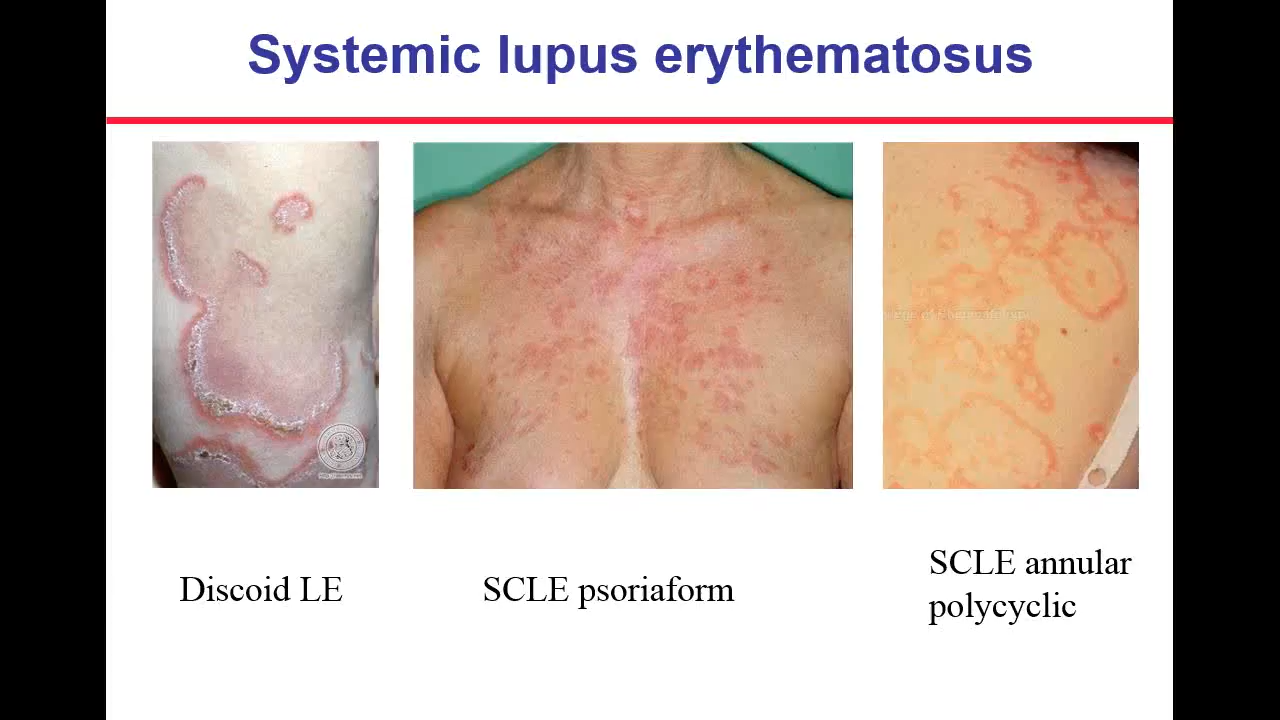 Systemic lupus erythematosus
Discoid LE
SCLE psoriaform
SCLE annular
polycyclic